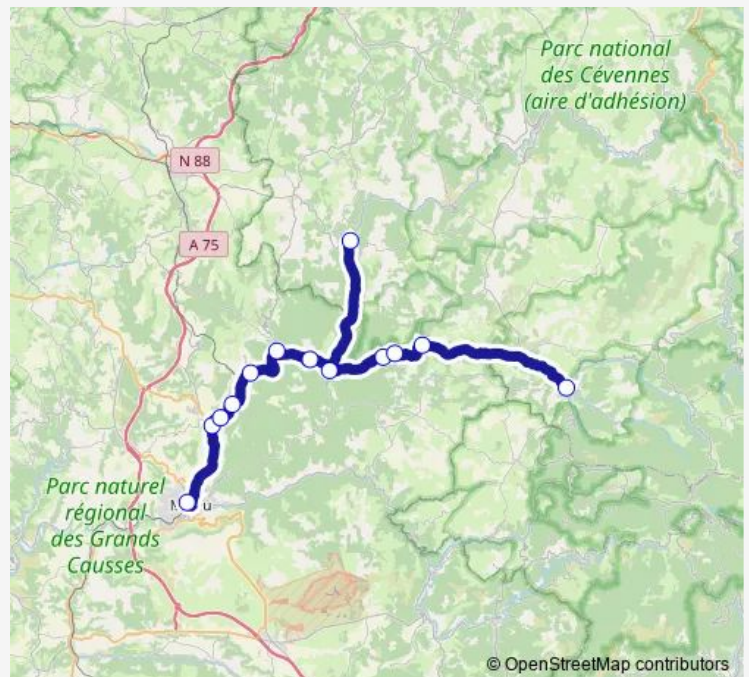 Parc national
des Cévennes
(aire d'adhésion)
N 88
A 75
Parc naturel
régional
des Grands
Causses
© OpenStreetMap contributors